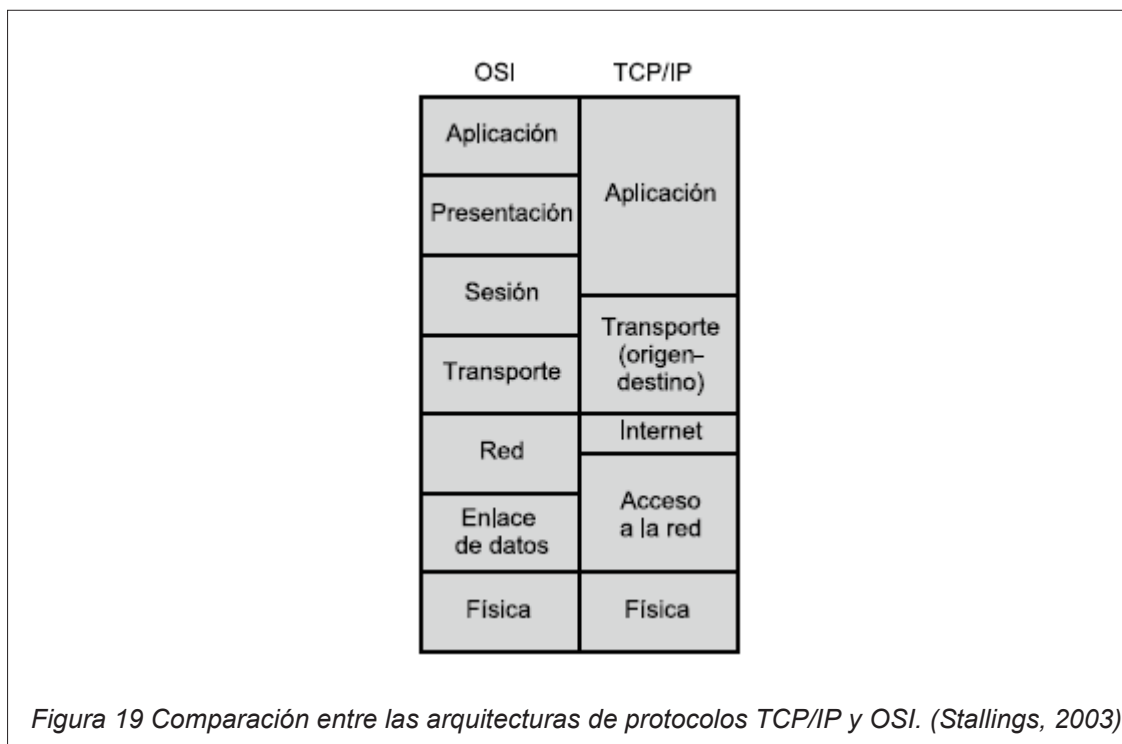 OSI TCP/IP
Aplicación
Presentación
Sesión
Transporte
Red
Enlace
de datos
Física
Aplicación
Transporte
(origen–
destino)
Internet
Acceso
a la red
Física
Figura 19 Comparación entre las arquitecturas de protocolos TCP/IP y OSI. (Stallings, 2003)